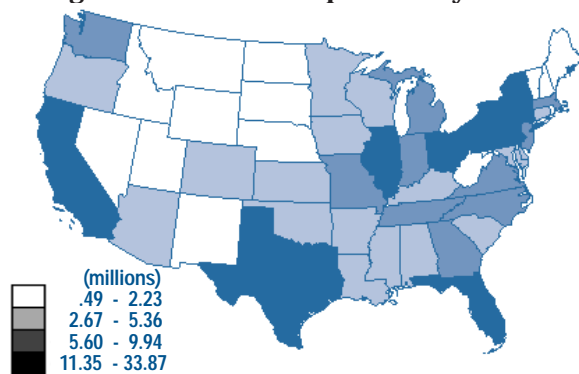 (millions)
.49 - 2.23
2.67 - 5.36
5.60 - 9.94
11.35 - 33.87